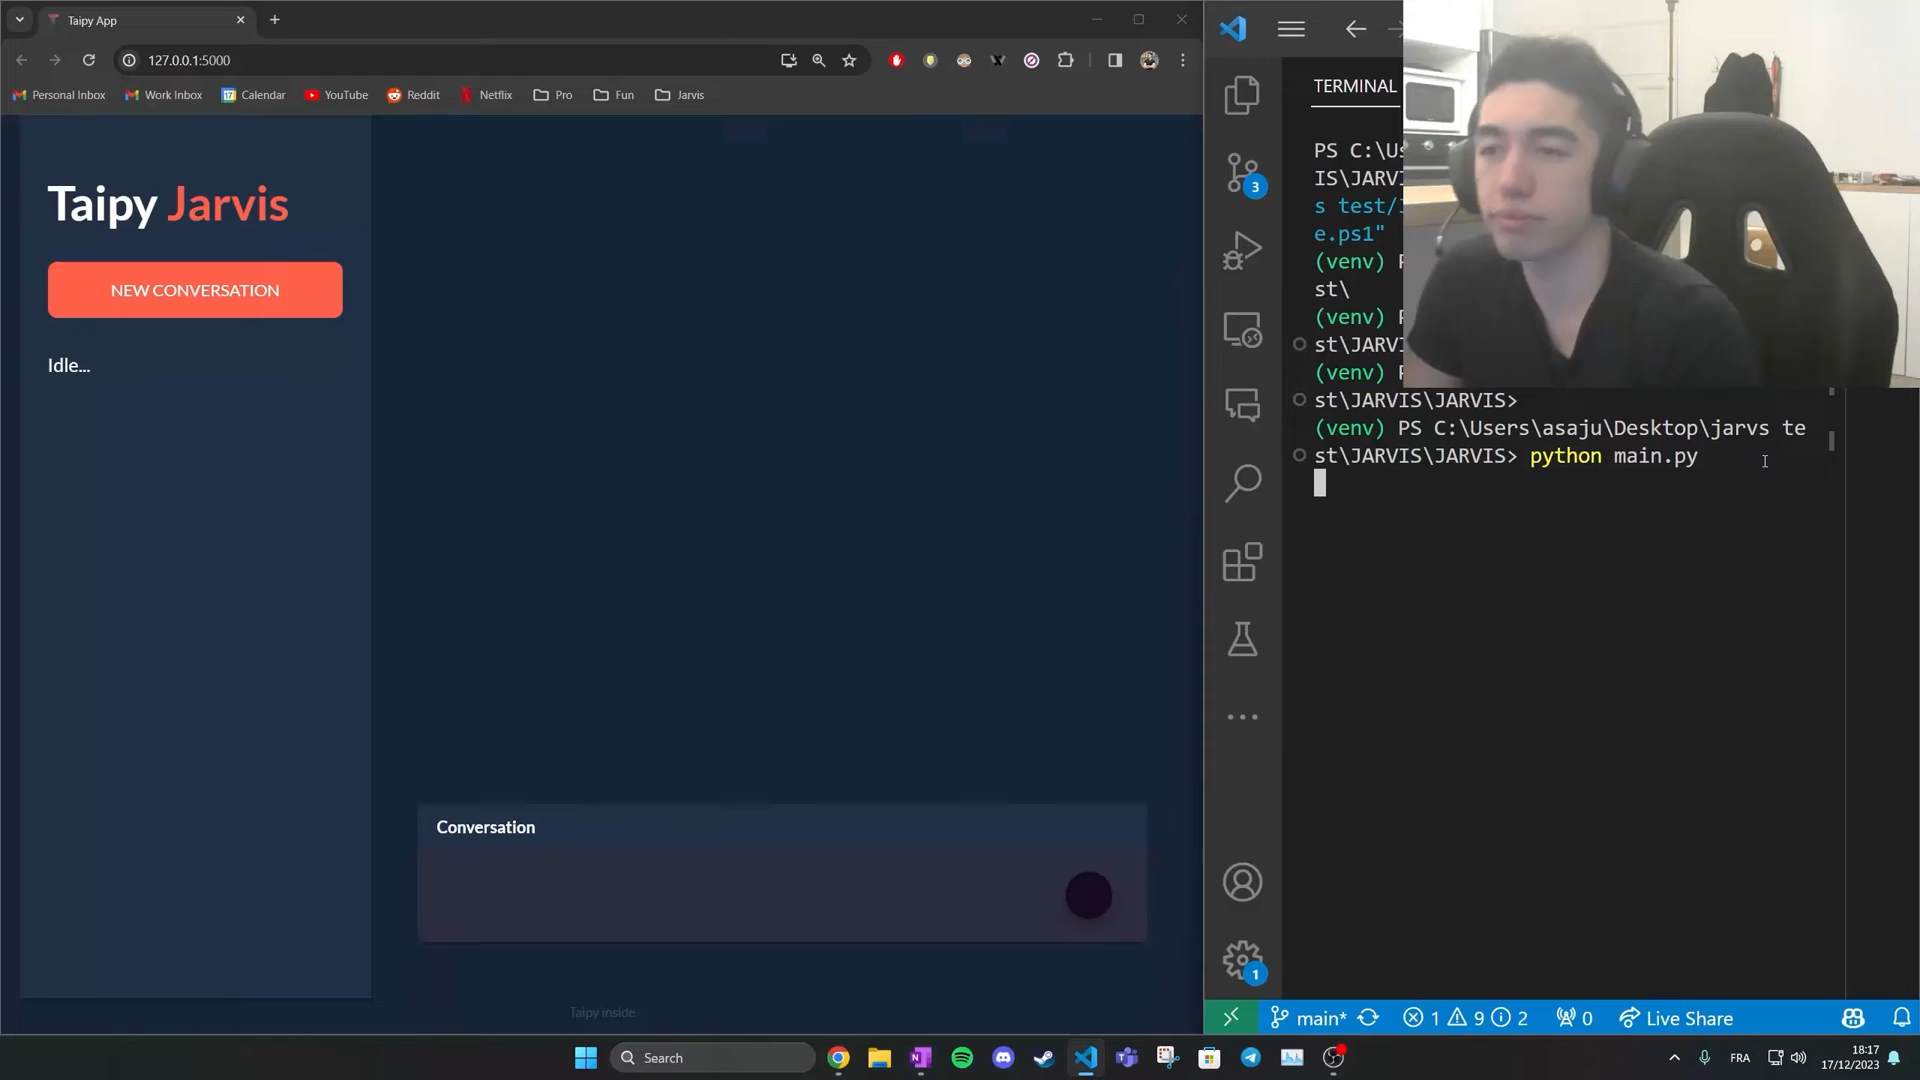 Taipy App
127.0.0.1:5000
Personal Inbox
Work Inbox
Calendar
YouTube
Reddit
Netflix
Pro
Fun
Jarvis
Taipy Jarvis
NEW CONVERSATION
Idle...
Conversation
Taipy inside
3
1
TERMINAL
PS C:\Us
IS\JARVI
s test/
e.ps1"
(venv)
st\
(venv)
st\JARVI
(venv)
st\JARVIS\JARVIS>
(venv) PS C:\Users\asaju\Desktop\jarvs te
st\JARVIS\JARVIS> python main.py
main*
1
9
2
0
Live Share
Search
FRA
18:17
17/12/2023